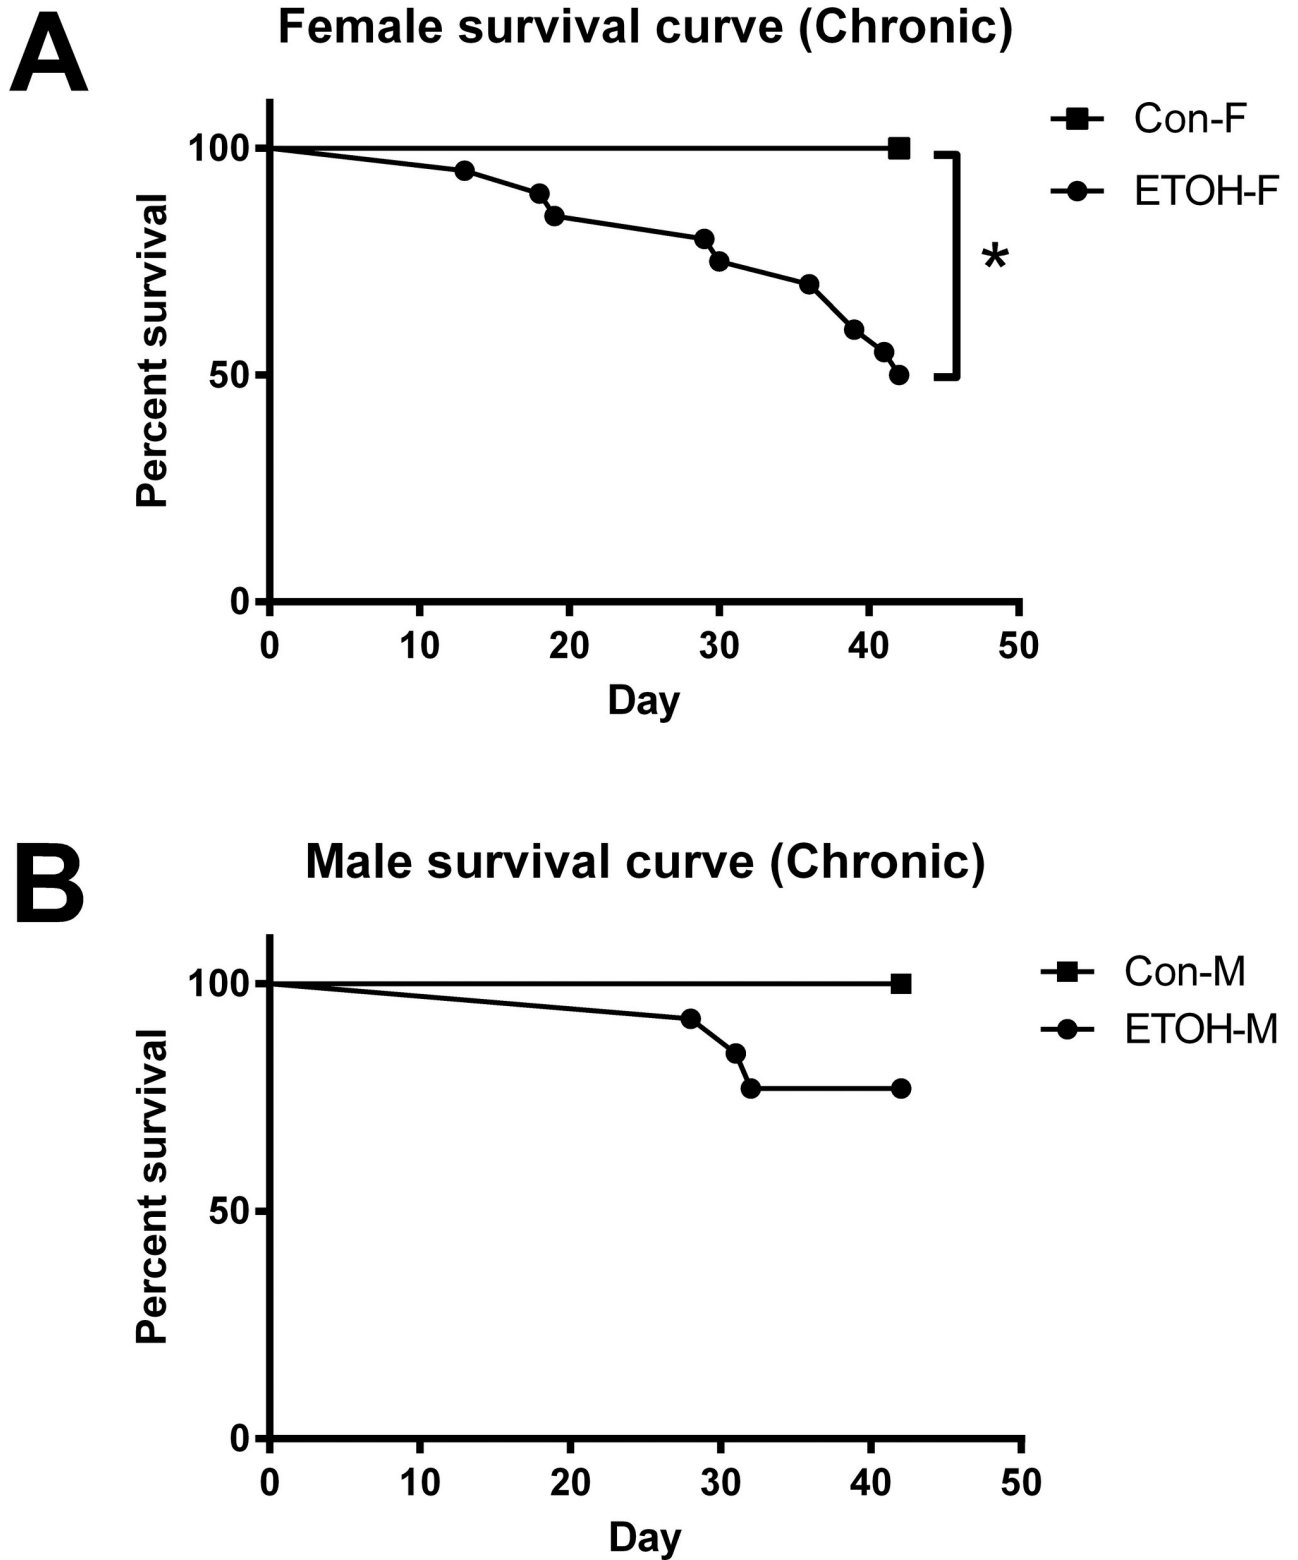 A
Female survival curve (Chronic)
Con-F
ETOH-F
*
Percent survival
100
50
0
0 10 20 30 40 50
Day
B
Male survival curve (Chronic)
Con-M
ETOH-M
Percent survival
100
50
0
0 10 20 30 40 50
Day